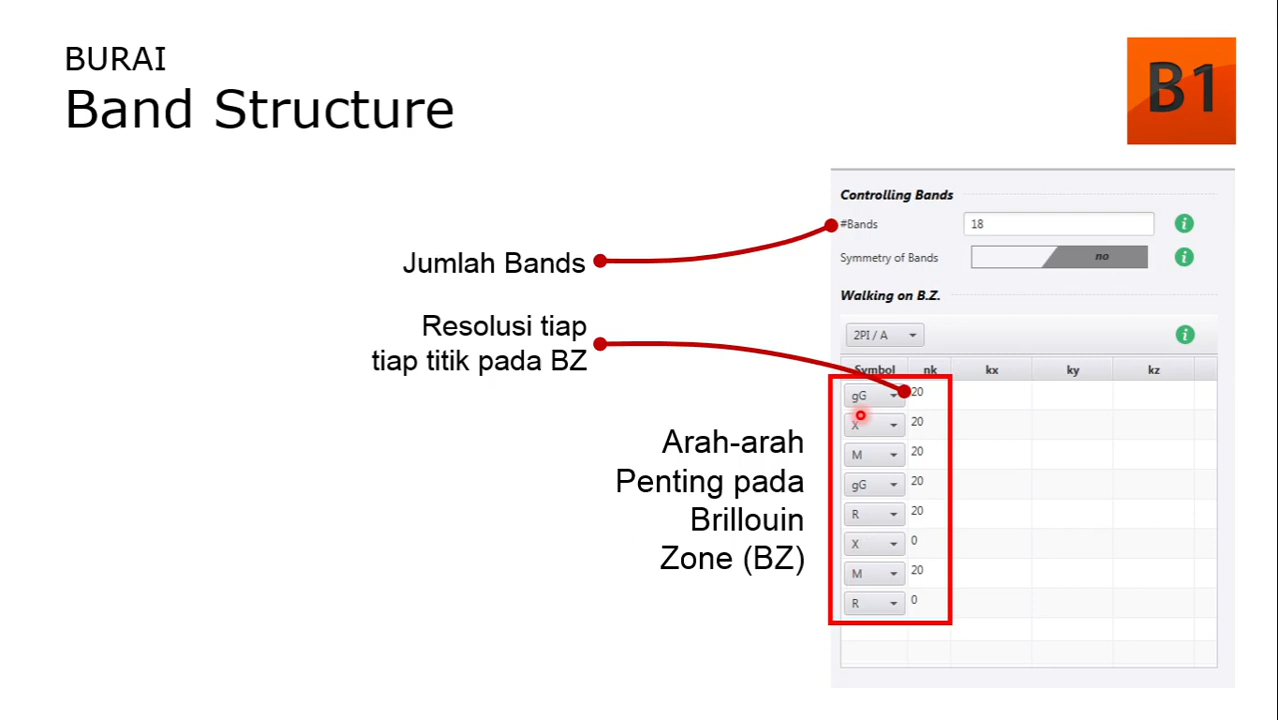 BURAI
Band Structure
B1
Jumlah Bands
Resolusi tiap
tiap titik pada BZ
Arah-arah
Penting pada
Brillouin
Zone (BZ)
Controlling Bands
#Bands 18
Symmetry of Bands no
Walking on B.Z.
2PI / A
Symbol nk kx ky kz
gG 20
X 20
M 20
gG 20
R 20
X 0
M 20
R 0